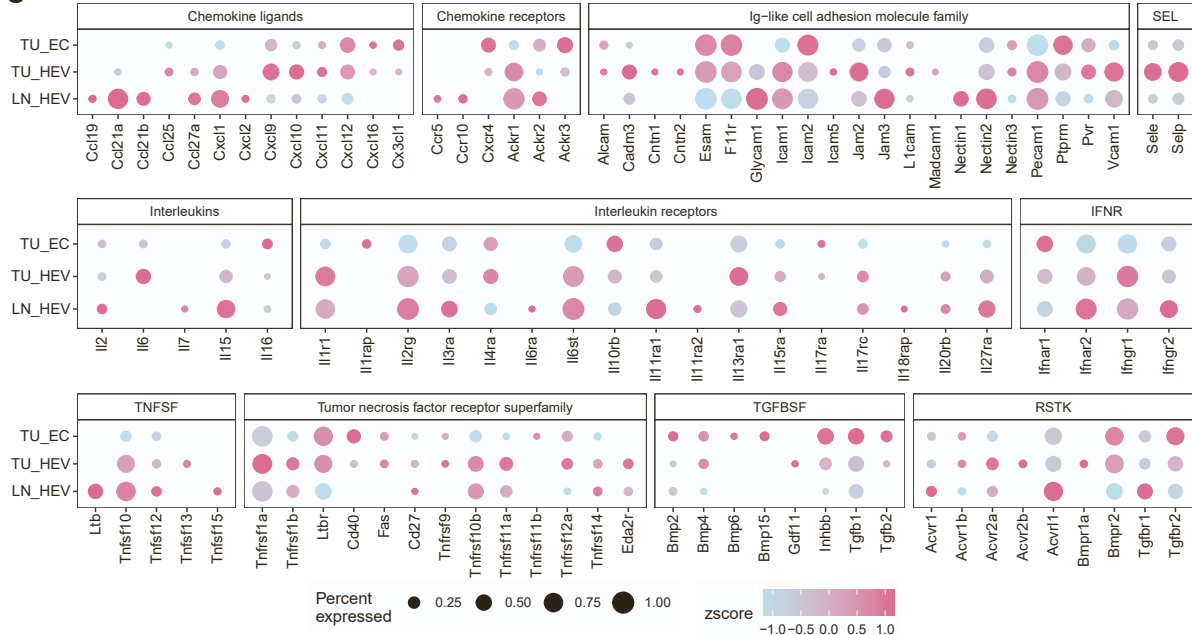 Chemokine ligands Chemokine receptors Ig−like cell adhesion molecule family SEL
TU_EC
TU_HEV
LN_HEV
Ccl19 Ccl21a Ccl21b Ccl25 Ccl27a Cxcl1 Cxcl2 Cxcl9 Cxcl10 Cxcl11 Cxcl12 Cxcl16 Cx3cl1 Ccr5 Ccr10 Cxcr4 Ackr1 Ackr2 Ackr3 Alcam Cadm3 Cntn1 Cntn2 Esam F11r Glycam1 Icam1 Icam2 Icam5 Jam2 Jam3 L1cam Madcam1 Nectin1 Nectin2 Nectin3 Pecam1 Ptprm Pvr Vcam1 Sele Selp
Interleukins Interleukin receptors IFNR
TU_EC
TU_HEV
LN_HEV
Il2 Il6 Il7 Il15 Il16 Il1r1 Il1rap Il2rg Il3ra Il4ra Il6ra Il6st Il10rb Il11ra1 Il11ra2 Il13ra1 Il15ra Il17ra Il17rc Il18rap Il20rb Il27ra Ifnar1 Ifnar2 Ifngr1 Ifngr2
TNFSF Tumor necrosis factor receptor superfamily TGFBSF RSTK
TU_EC
TU_HEV
LN_HEV
Ltb Tnfsf10 Tnfsf12 Tnfsf13 Tnfsf15 Tnfrsf1a Tnfrsf1b Ltbr Cd40 Fas Cd27 Tnfrsf9 Tnfrsf10b Tnfrsf11a Tnfrsf11b Tnfrsf12a Tnfrsf14 Eda2r Bmp2 Bmp4 Bmp6 Bmp15 Gdf11 Inhbb Tgfb1 Tgfb2 Acvr1 Acvr1b Acvr2a Acvr2b Acvrl1 Bmpr1a Bmpr2 Tgfbr1 Tgfbr2
Percent
expressed
0.25 0.50 0.75 1.00
zscore
−1.0 −0.5 0.0 0.5 1.0